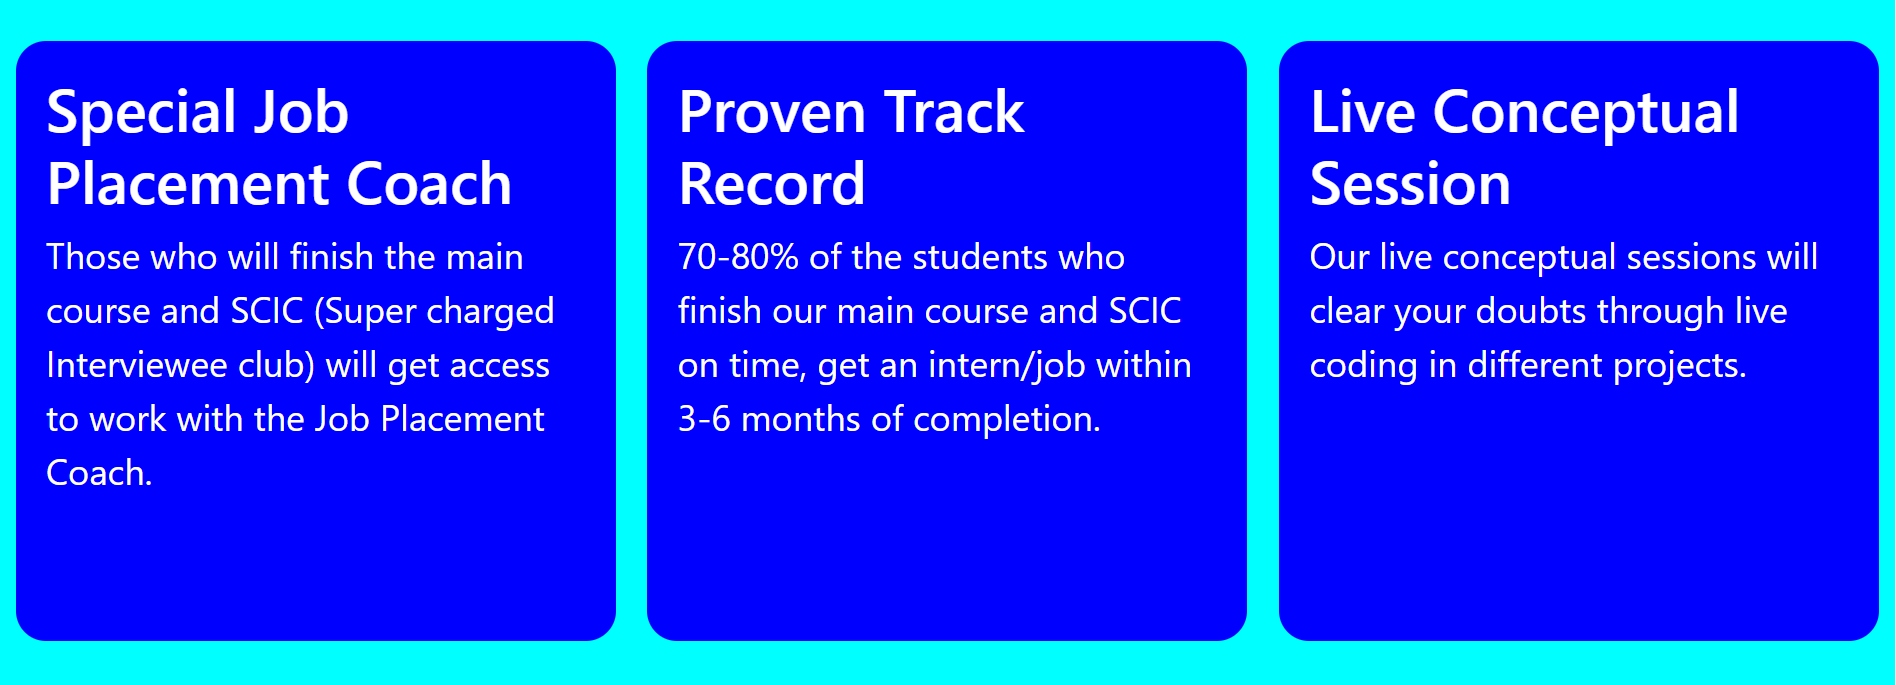 Special Job
Placement Coach
Those who will finish the main
course and SCIC (Super charged
Interviewee club) will get access
to work with the Job Placement
Coach.
Proven Track
Record
70-80% of the students who
finish our main course and SCIC
on time, get an intern/job within
3-6 months of completion.
Live Conceptual
Session
Our live conceptual sessions will
clear your doubts through live
coding in different projects.